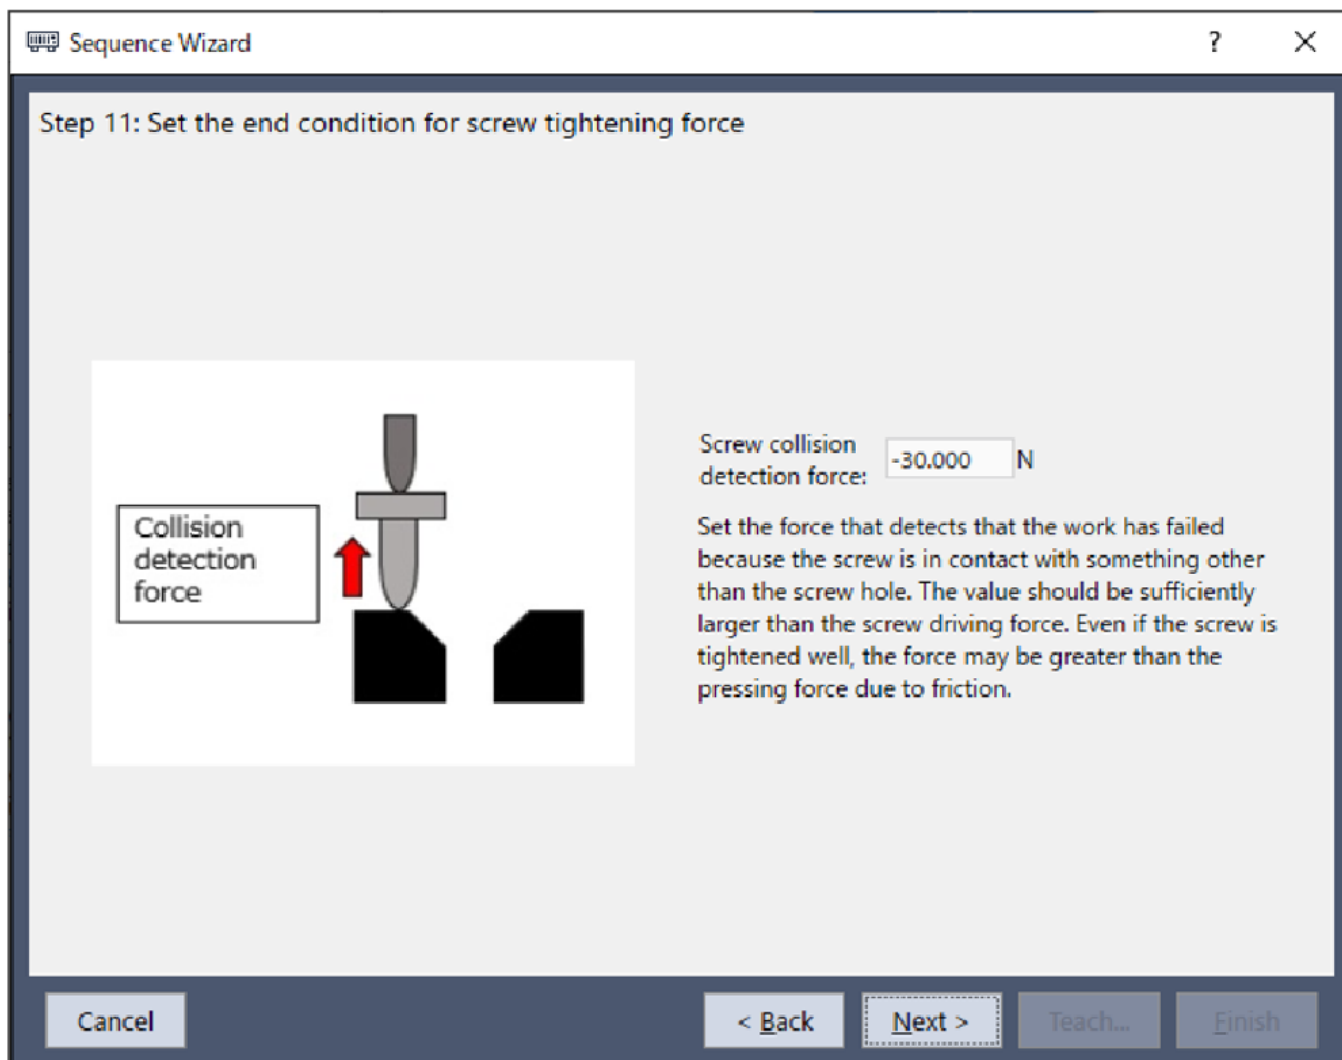 Sequence Wizard
?
Step 11: Set the end condition for screw tightening force
Collision
detection
force
Screw collision
detection force:
-30.000 N
Set the force that detects that the work has failed
because the screw is in contact with something other
than the screw hole. The value should be sufficiently
larger than the screw driving force. Even if the screw is
tightened well, the force may be greater than the
pressing force due to friction.
Cancel
< Back
Next >
Teach...
Finish